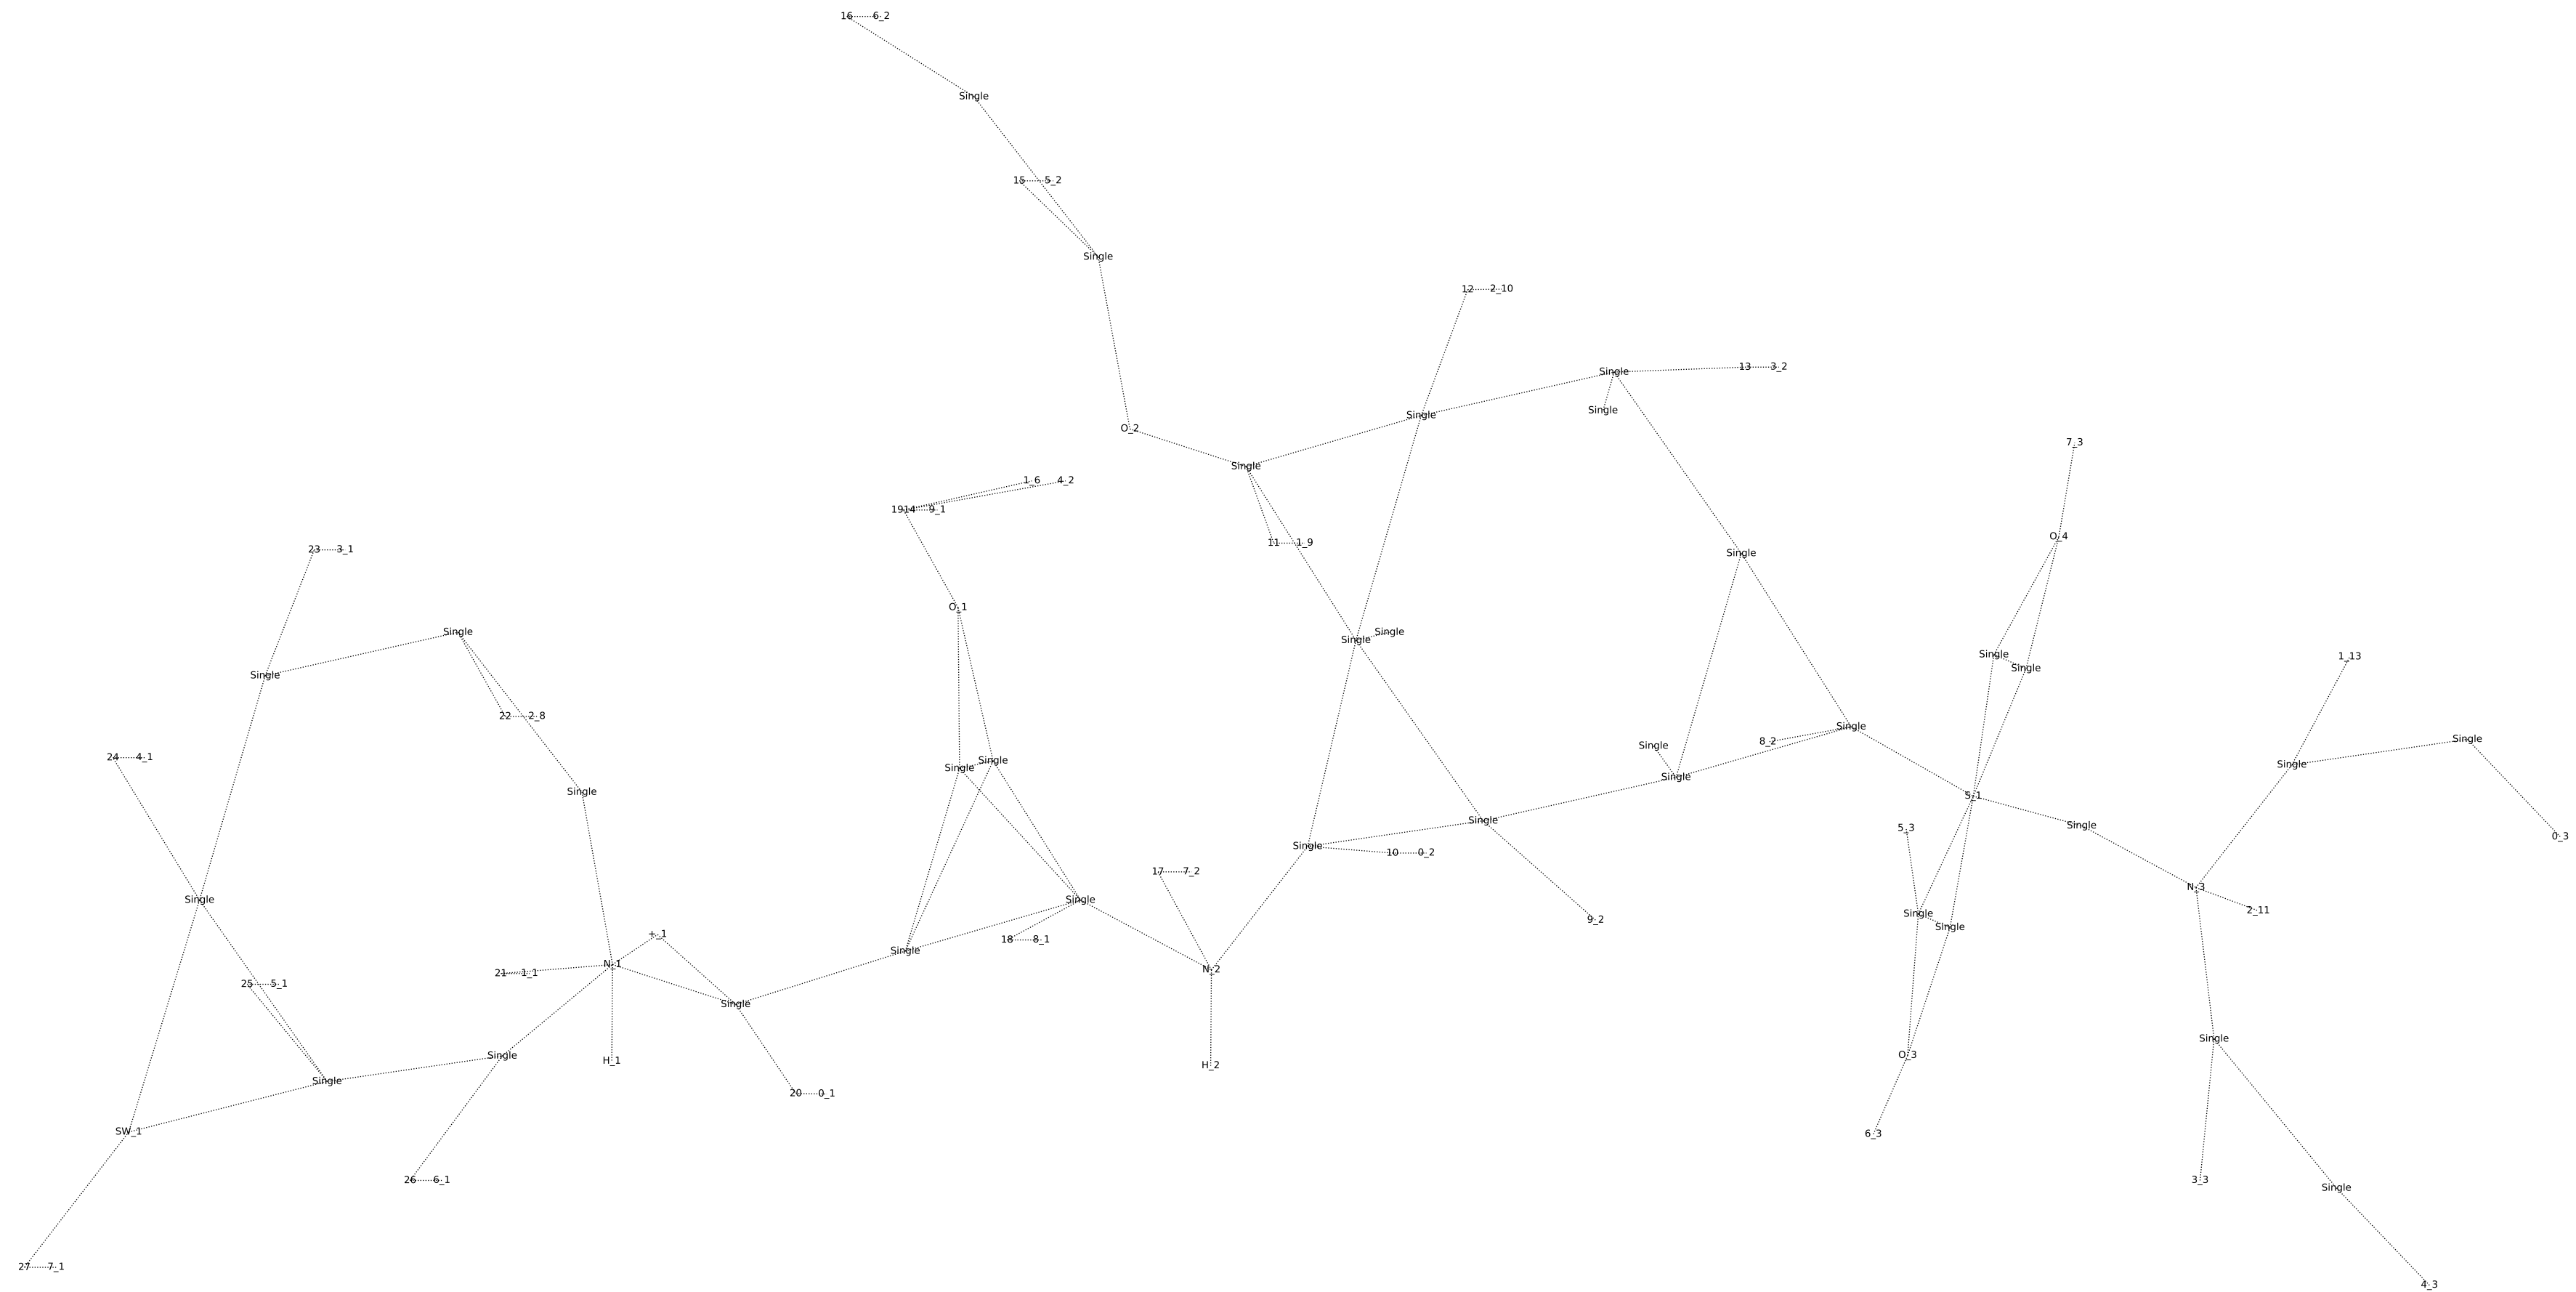 16 6_2
Single
15 5_2
Single
12 2_10
13 3_2
Single
Single
Single
O_2
7_3
Single
1_6 4_2
1914 9_1
O_4
11 1_9
23 3_1
Single
O_1
Single
Single
Single
Single
1_13
Single
Single
22 2_8
Single
8_2
Single
Single
24 4_1
Single
Single
Single
Single
Single
S_1
Single
5_3
Single
Single
0_3
Single
10 0_2
17 7_2
N_3
Single
Single
2_11
Single
9_2
Single
+_1
18 8_1
Single
N_1
N_2
21 1_1
25 5_1
Single
Single
Single
O_3
H_1
H_2
Single
20 0_1
SW_1
6_3
26 6_1
3_3
Single
27 7_1
4_3